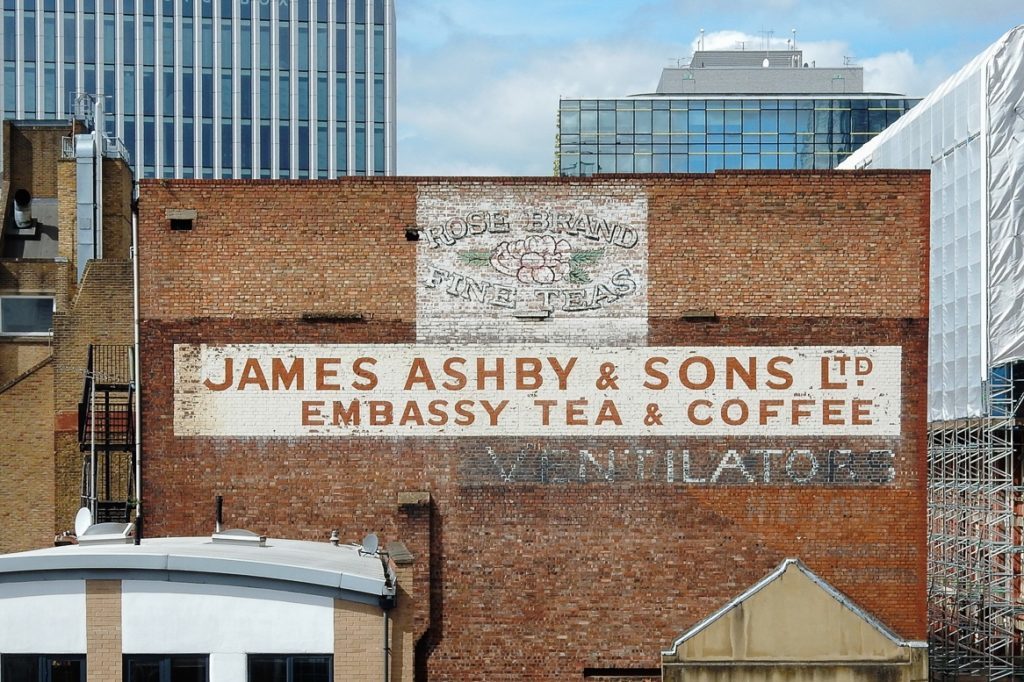 ROSE BRAND
FINE TEAS
JAMES ASHBY & SONS LTD
EMBASSY TEA & COFFEE
VENTILATORS